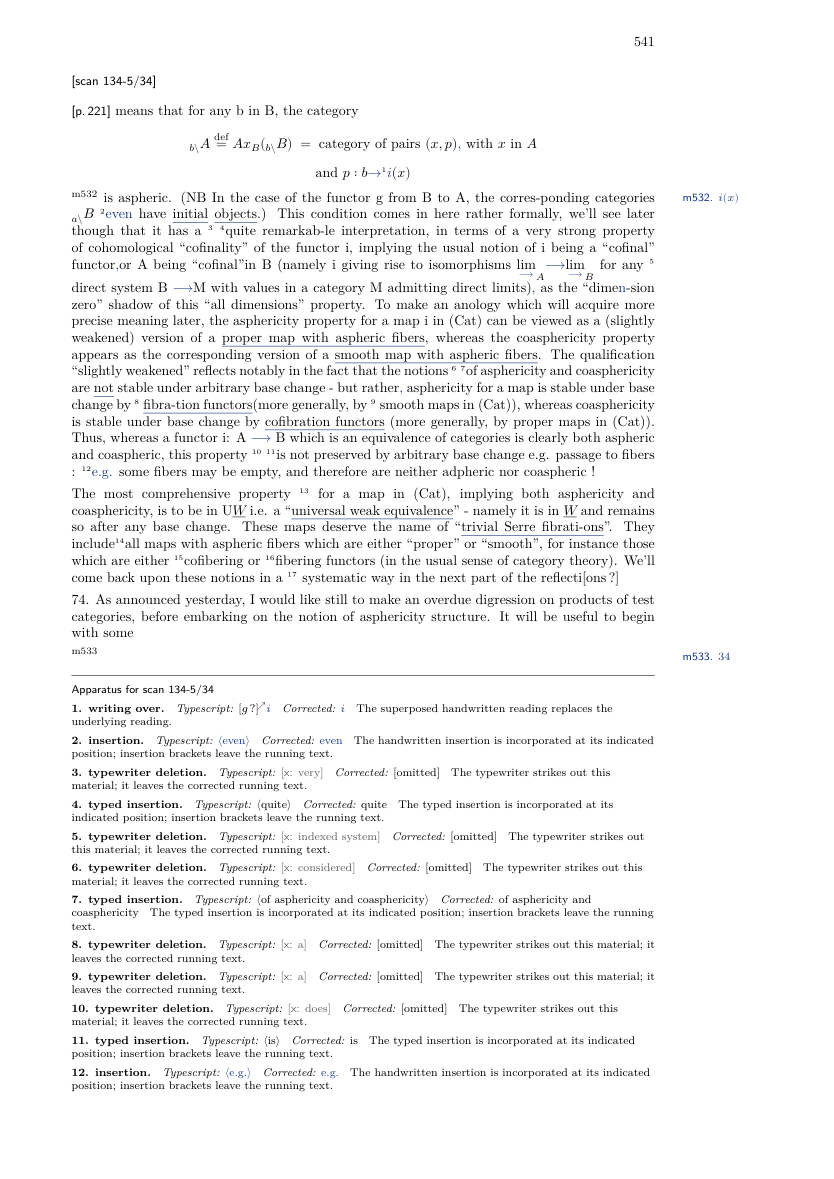 541
[scan 134-5/34]
[p. 221] means that for any b in B, the category
b\A def= Ax_B(b\B) = category of pairs (x, p), with x in A
and p : b→¹i(x)
m532 is aspheric. (NB In the case of the functor g from B to A, the corres-ponding categories
m532. i(x)
a\B ²even have initial objects.) This condition comes in here rather formally, we'll see later
though that it has a ³ ⁴quite remarkab-le interpretation, in terms of a very strong property
of cohomological “cofinality” of the functor i, implying the usual notion of i being a “cofinal”
functor,or A being “cofinal”in B (namely i giving rise to isomorphisms lim→A ⟶lim→B for any ⁵
direct system B ⟶M with values in a category M admitting direct limits), as the “dimen-sion
zero” shadow of this “all dimensions” property. To make an anology which will acquire more
precise meaning later, the asphericity property for a map i in (Cat) can be viewed as a (slightly
weakened) version of a proper map with aspheric fibers, whereas the coasphericity property
appears as the corresponding version of a smooth map with aspheric fibers. The qualification
“slightly weakened” reflects notably in the fact that the notions ⁶ ⁷of asphericity and coasphericity
are not stable under arbitrary base change - but rather, asphericity for a map is stable under base
change by ⁸ fibra-tion functors(more generally, by ⁹ smooth maps in (Cat)), whereas coasphericity
is stable under base change by cofibration functors (more generally, by proper maps in (Cat)).
Thus, whereas a functor i: A ⟶ B which is an equivalence of categories is clearly both aspheric
and coaspheric, this property ¹⁰ ¹¹is not preserved by arbitrary base change e.g. passage to fibers
: ¹²e.g. some fibers may be empty, and therefore are neither adpheric nor coaspheric !
The most comprehensive property ¹³ for a map in (Cat), implying both asphericity and
coasphericity, is to be in UW i.e. a “universal weak equivalence” - namely it is in W and remains
so after any base change. These maps deserve the name of “trivial Serre fibrati-ons”. They
include¹⁴all maps with aspheric fibers which are either “proper” or “smooth”, for instance those
which are either ¹⁵cofibering or ¹⁶fibering functors (in the usual sense of category theory). We'll
come back upon these notions in a ¹⁷ systematic way in the next part of the reflecti[ons ?]
74. As announced yesterday, I would like still to make an overdue digression on products of test
categories, before embarking on the notion of asphericity structure. It will be useful to begin
with some
m533
m533. 34
Apparatus for scan 134-5/34
1. writing over. Typescript: [g ?]↗i Corrected: i The superposed handwritten reading replaces the
underlying reading.
2. insertion. Typescript: ⟨even⟩ Corrected: even The handwritten insertion is incorporated at its indicated
position; insertion brackets leave the running text.
3. typewriter deletion. Typescript: [x: very] Corrected: [omitted] The typewriter strikes out this
material; it leaves the corrected running text.
4. typed insertion. Typescript: ⟨quite⟩ Corrected: quite The typed insertion is incorporated at its
indicated position; insertion brackets leave the running text.
5. typewriter deletion. Typescript: [x: indexed system] Corrected: [omitted] The typewriter strikes out
this material; it leaves the corrected running text.
6. typewriter deletion. Typescript: [x: considered] Corrected: [omitted] The typewriter strikes out this
material; it leaves the corrected running text.
7. typed insertion. Typescript: ⟨of asphericity and coasphericity⟩ Corrected: of asphericity and
coasphericity The typed insertion is incorporated at its indicated position; insertion brackets leave the running
text.
8. typewriter deletion. Typescript: [x: a] Corrected: [omitted] The typewriter strikes out this material; it
leaves the corrected running text.
9. typewriter deletion. Typescript: [x: a] Corrected: [omitted] The typewriter strikes out this material; it
leaves the corrected running text.
10. typewriter deletion. Typescript: [x: does] Corrected: [omitted] The typewriter strikes out this
material; it leaves the corrected running text.
11. typed insertion. Typescript: ⟨is⟩ Corrected: is The typed insertion is incorporated at its indicated
position; insertion brackets leave the running text.
12. insertion. Typescript: ⟨e.g.⟩ Corrected: e.g. The handwritten insertion is incorporated at its indicated
position; insertion brackets leave the running text.